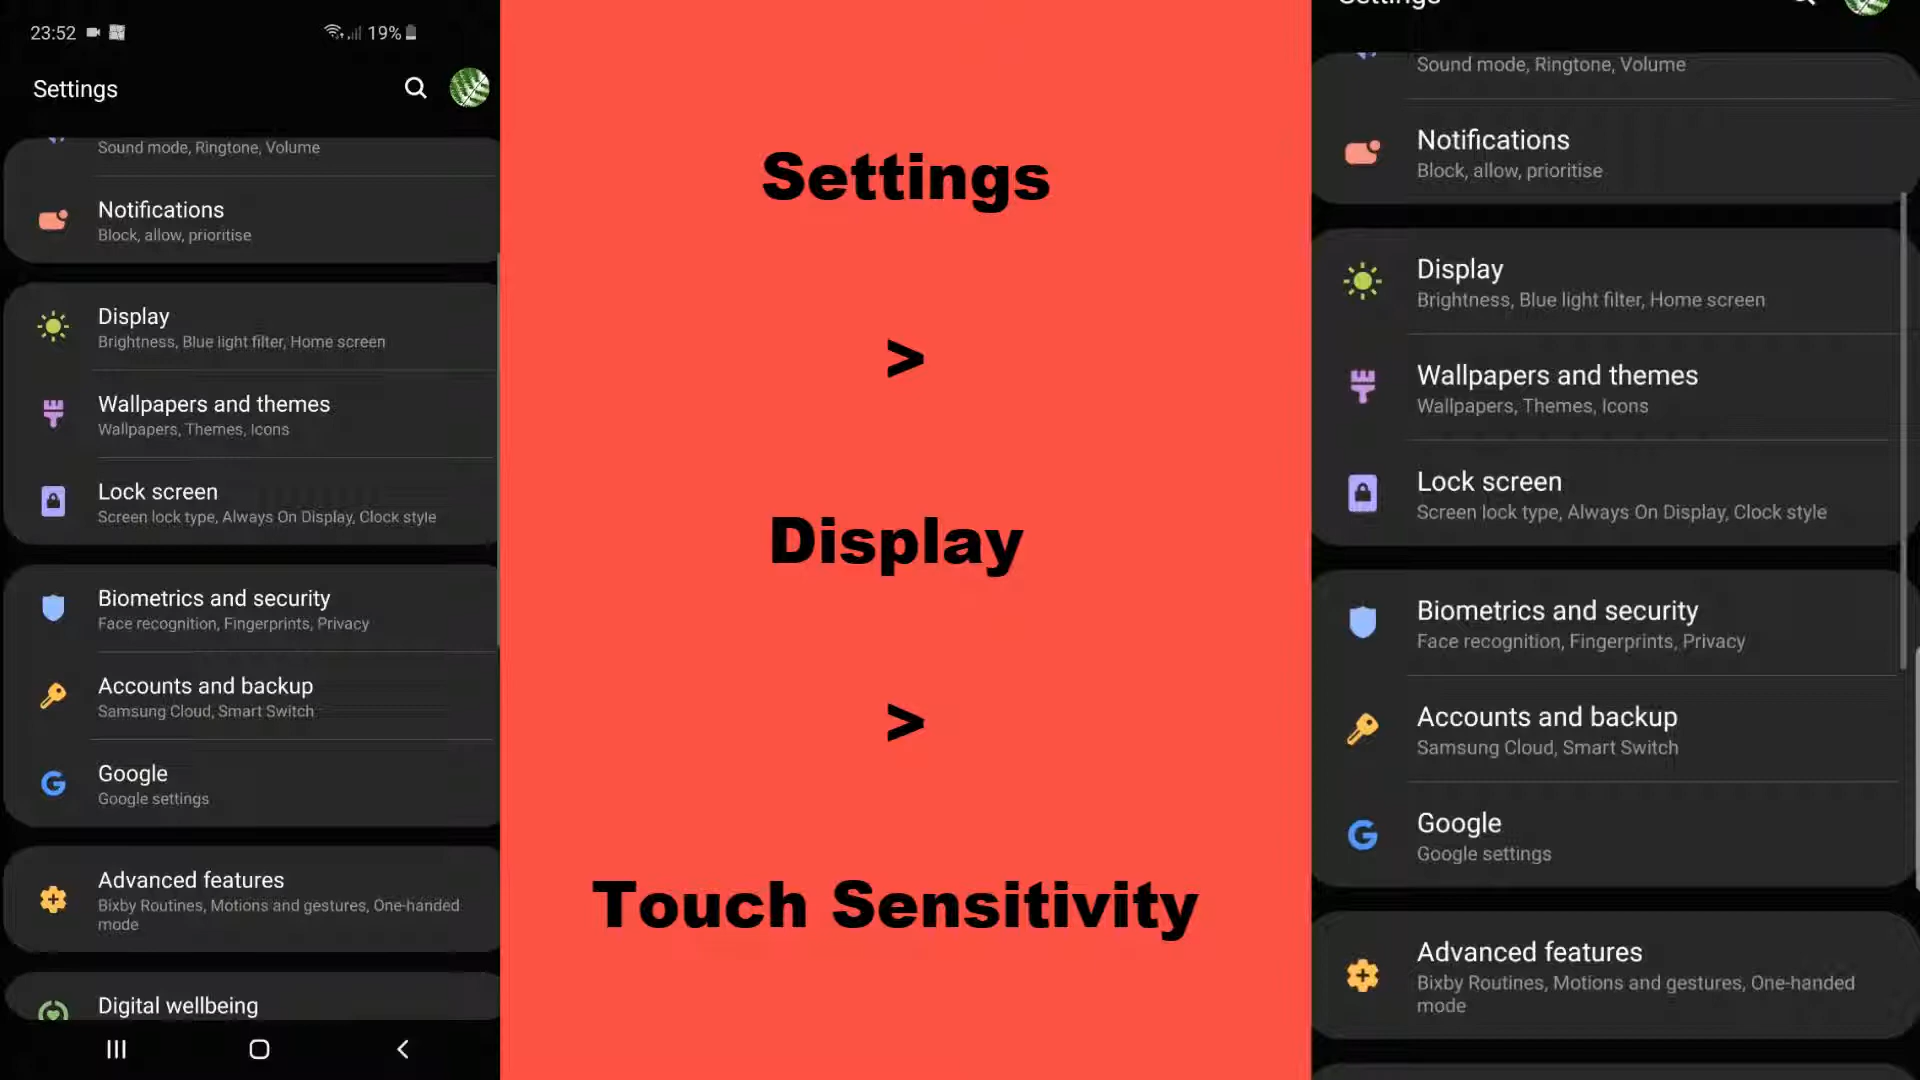 23:52
19%
Settings
Sound mode, Ringtone, Volume
Notifications
Block, allow, prioritise
Display
Brightness, Blue light filter, Home screen
Wallpapers and themes
Wallpapers, Themes, Icons
Lock screen
Screen lock type, Always On Display, Clock style
Biometrics and security
Face recognition, Fingerprints, Privacy
Accounts and backup
Samsung Cloud, Smart Switch
Google
Google settings
Advanced features
Bixby Routines, Motions and gestures, One-handed
mode
Digital wellbeing
Settings
>
Display
>
Touch Sensitivity
Settings
Sound mode, Ringtone, Volume
Notifications
Block, allow, prioritise
Display
Brightness, Blue light filter, Home screen
Wallpapers and themes
Wallpapers, Themes, Icons
Lock screen
Screen lock type, Always On Display, Clock style
Biometrics and security
Face recognition, Fingerprints, Privacy
Accounts and backup
Samsung Cloud, Smart Switch
Google
Google settings
Advanced features
Bixby Routines, Motions and gestures, One-handed
mode